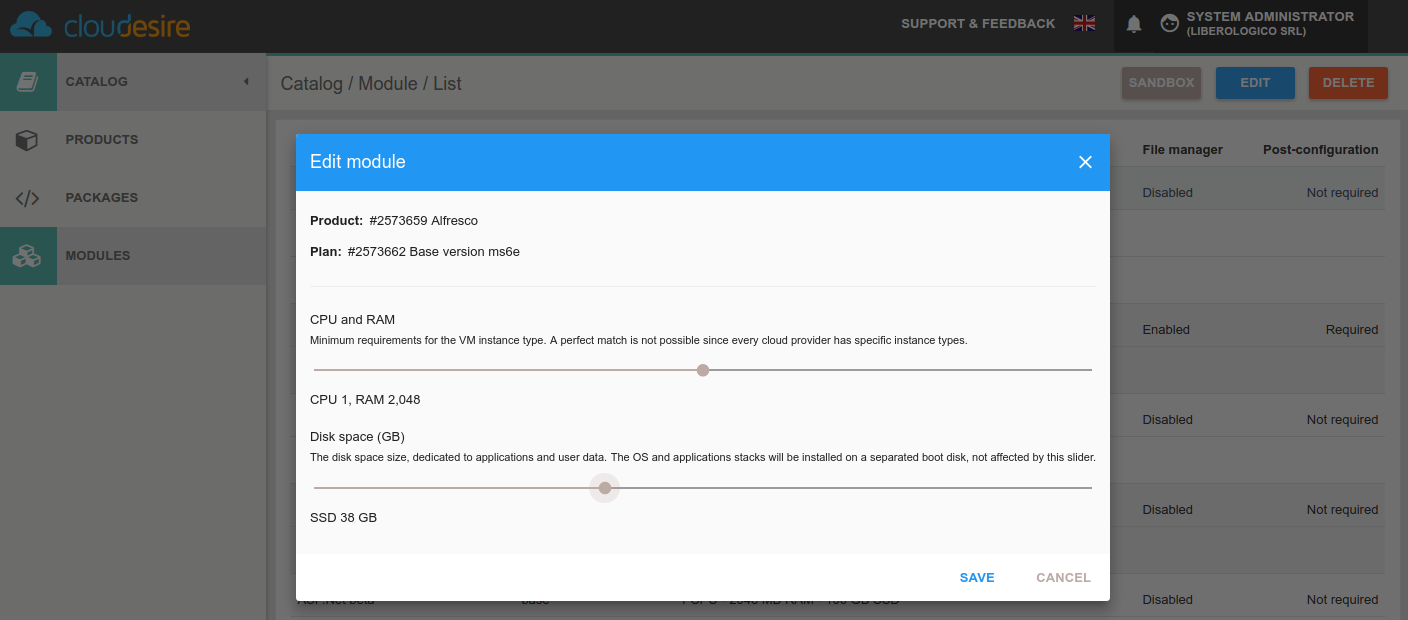 cloudesire
SUPPORT & FEEDBACK
SYSTEM ADMINISTRATOR
(LIBEROLOGICO SRL)
CATALOG
Catalog / Module / List
SANDBOX
EDIT
DELETE
PRODUCTS
PACKAGES
MODULES
File manager
Post-configuration
Disabled
Not required
Enabled
Required
Disabled
Not required
Disabled
Not required
Disabled
Not required
Edit module
Product: #2573659 Alfresco
Plan: #2573662 Base version ms6e
CPU and RAM
Minimum requirements for the VM instance type. A perfect match is not possible since every cloud provider has specific instance types.
CPU 1, RAM 2,048
Disk space (GB)
The disk space size, dedicated to applications and user data. The OS and applications stacks will be installed on a separated boot disk, not affected by this slider.
SSD 38 GB
SAVE
CANCEL